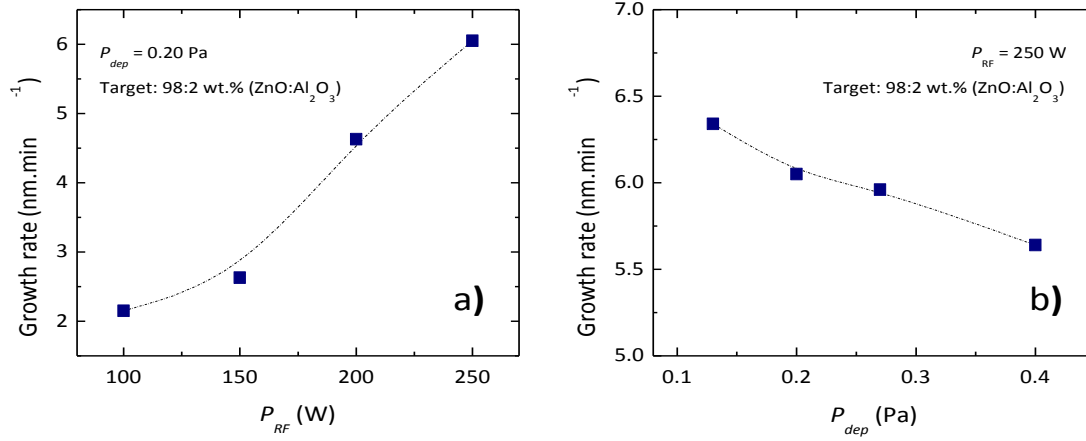 6
5
4
3
2
Growth rate (nm.min⁻¹)
P_dep = 0.20 Pa
Target: 98:2 wt.% (ZnO:Al₂O₃)
a)
100 150 200 250
P_RF (W)
7.0
6.5
6.0
5.5
5.0
Growth rate (nm.min⁻¹)
P_RF = 250 W
Target: 98:2 wt.% (ZnO:Al₂O₃)
b)
0.1 0.2 0.3 0.4
P_dep (Pa)